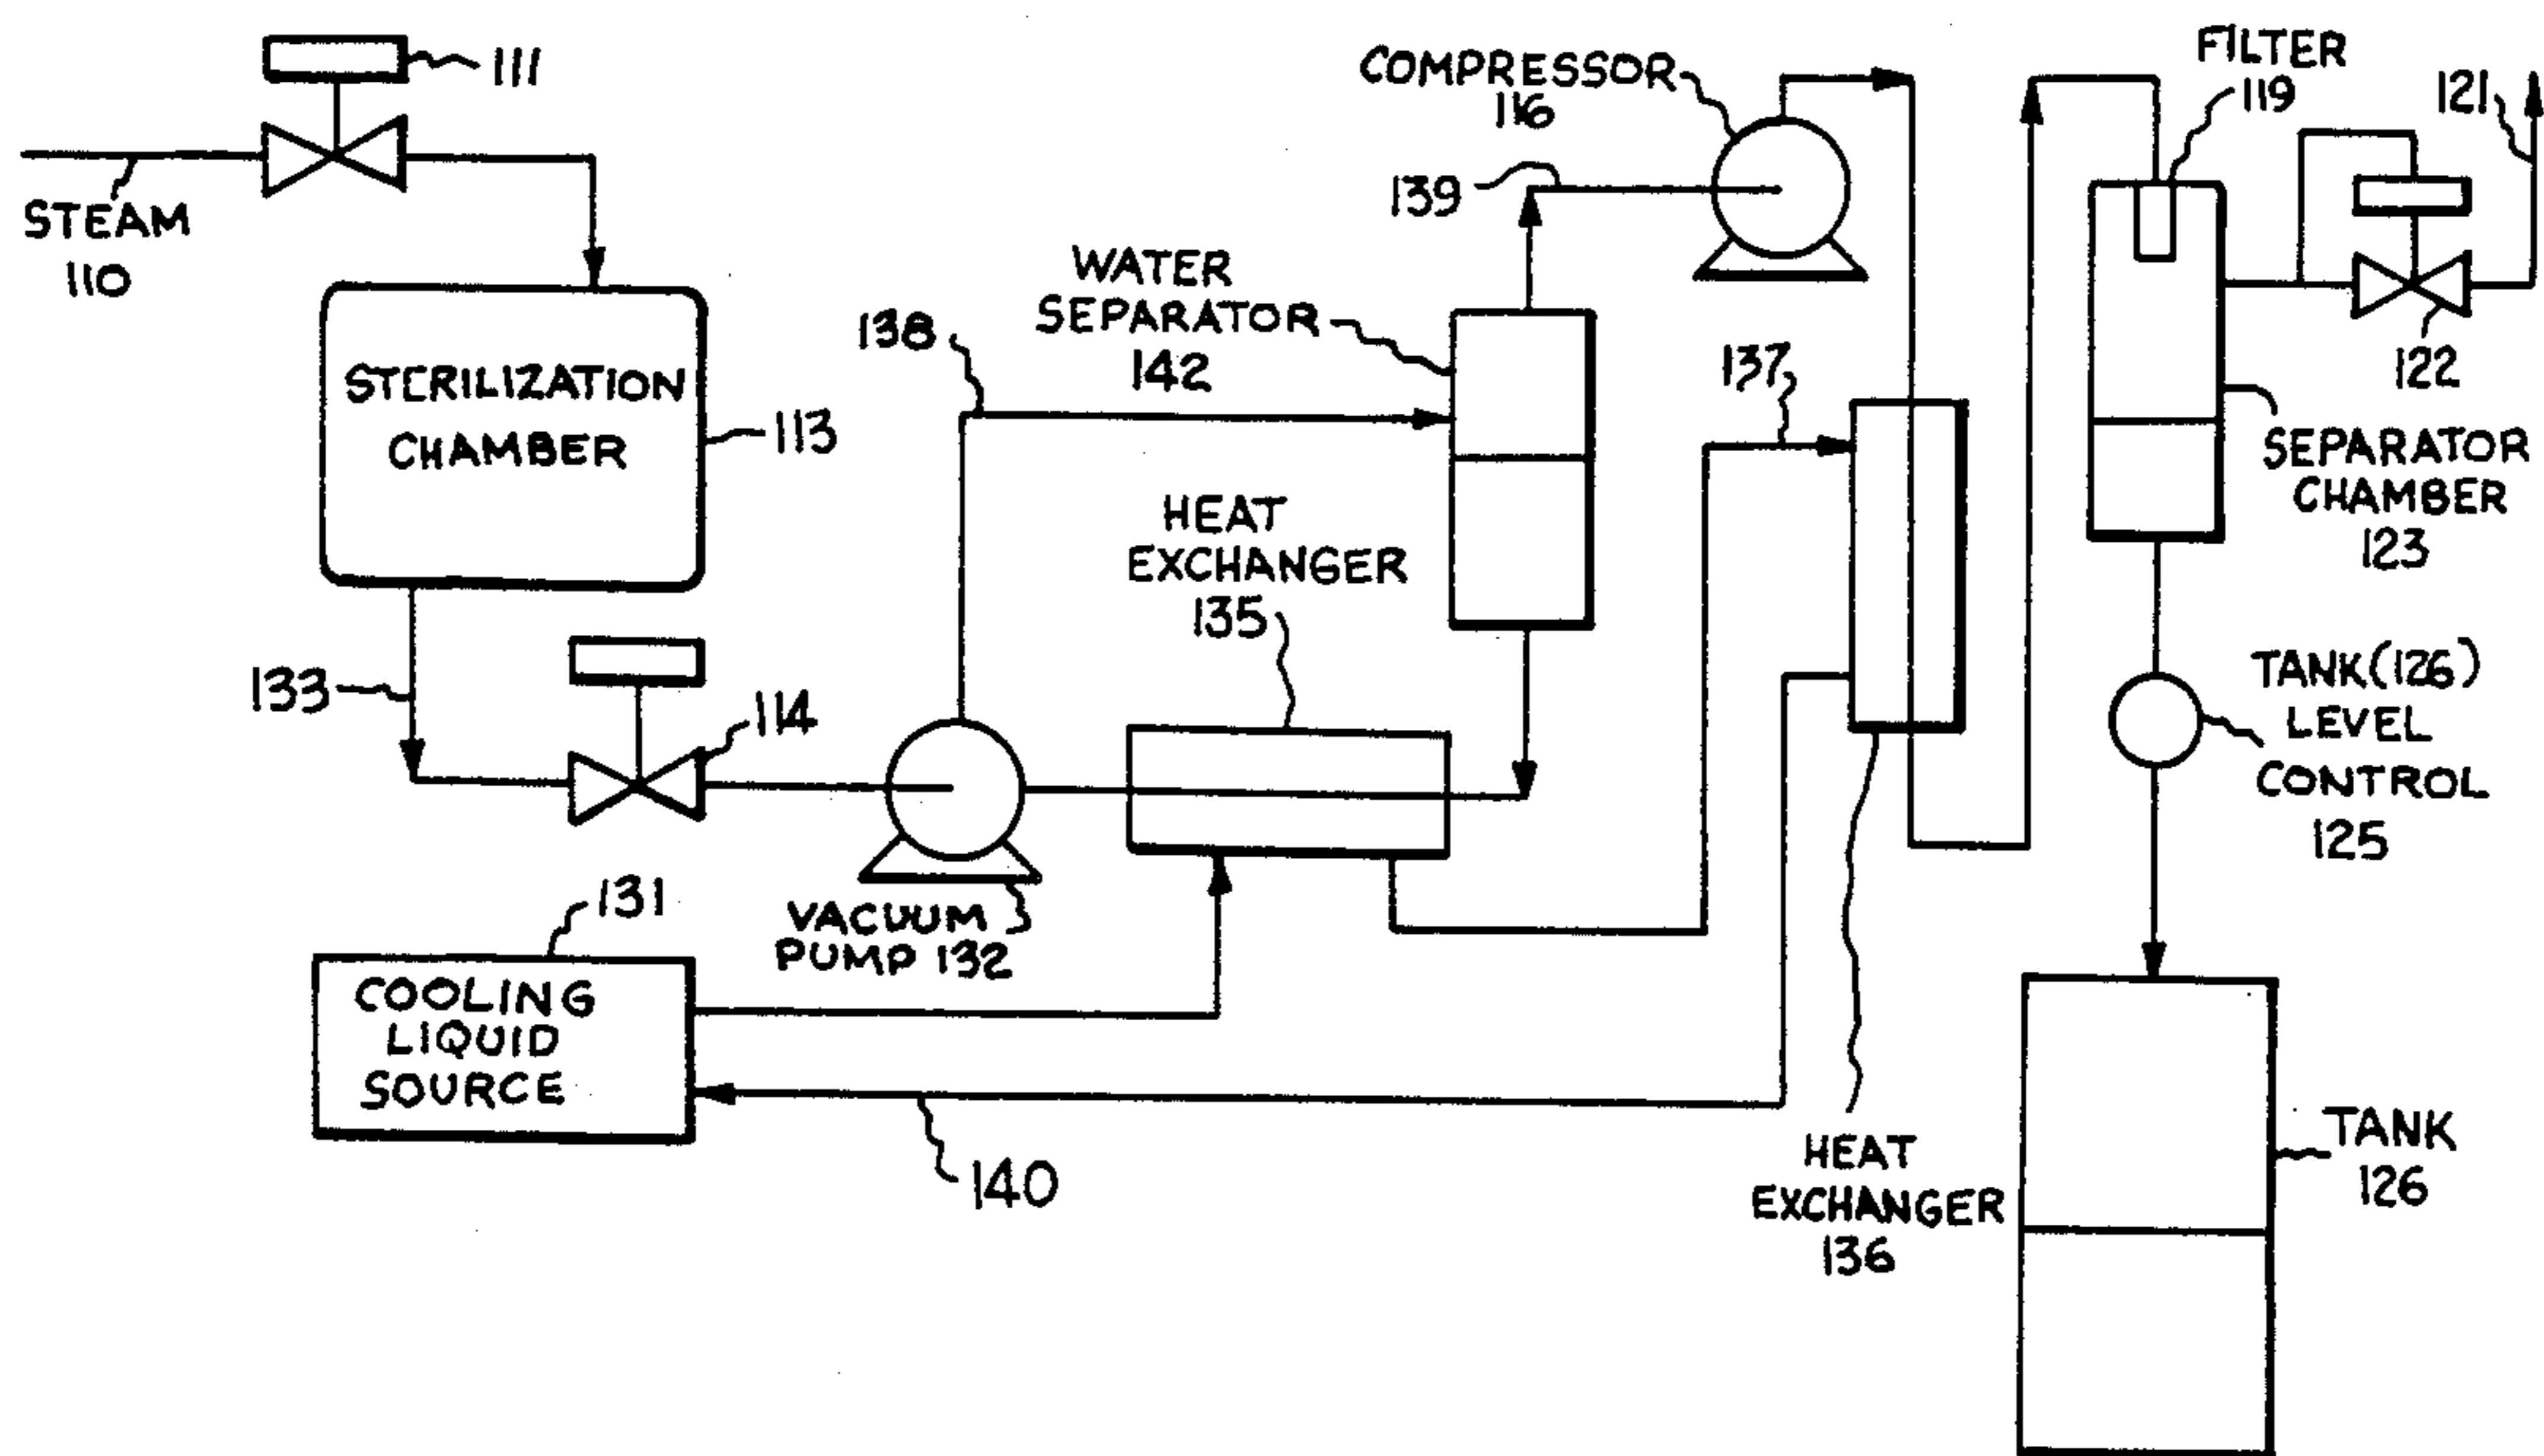 111
STEAM
110
STERILIZATION
CHAMBER
113
133
114
138
WATER
SEPARATOR
142
COMPRESSOR
116
139
HEAT
EXCHANGER
135
137
FILTER
119
121
122
SEPARATOR
CHAMBER
123
TANK(126)
LEVEL
CONTROL
125
131
COOLING
LIQUID
SOURCE
VACUUM
PUMP 132
140
HEAT
EXCHANGER
136
TANK
126